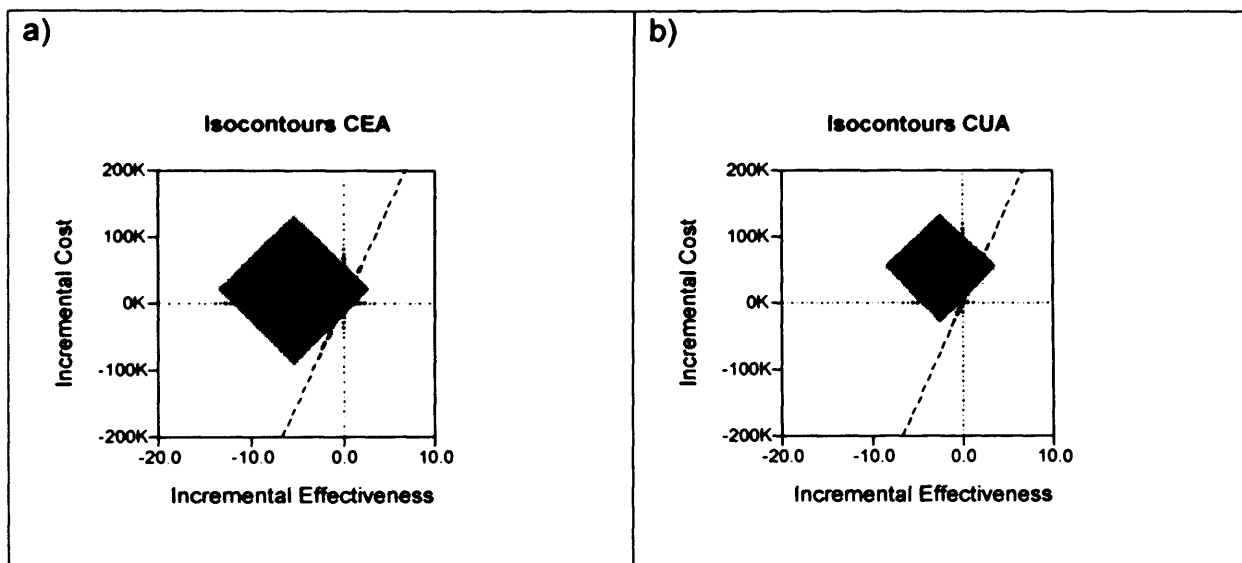 a)
Isocontours CEA
200K
100K
0K
-100K
-200K
-20.0 -10.0 0.0 10.0
Incremental Cost
Incremental Effectiveness
b)
Isocontours CUA
200K
100K
0K
-100K
-200K
-20.0 -10.0 0.0 10.0
Incremental Cost
Incremental Effectiveness